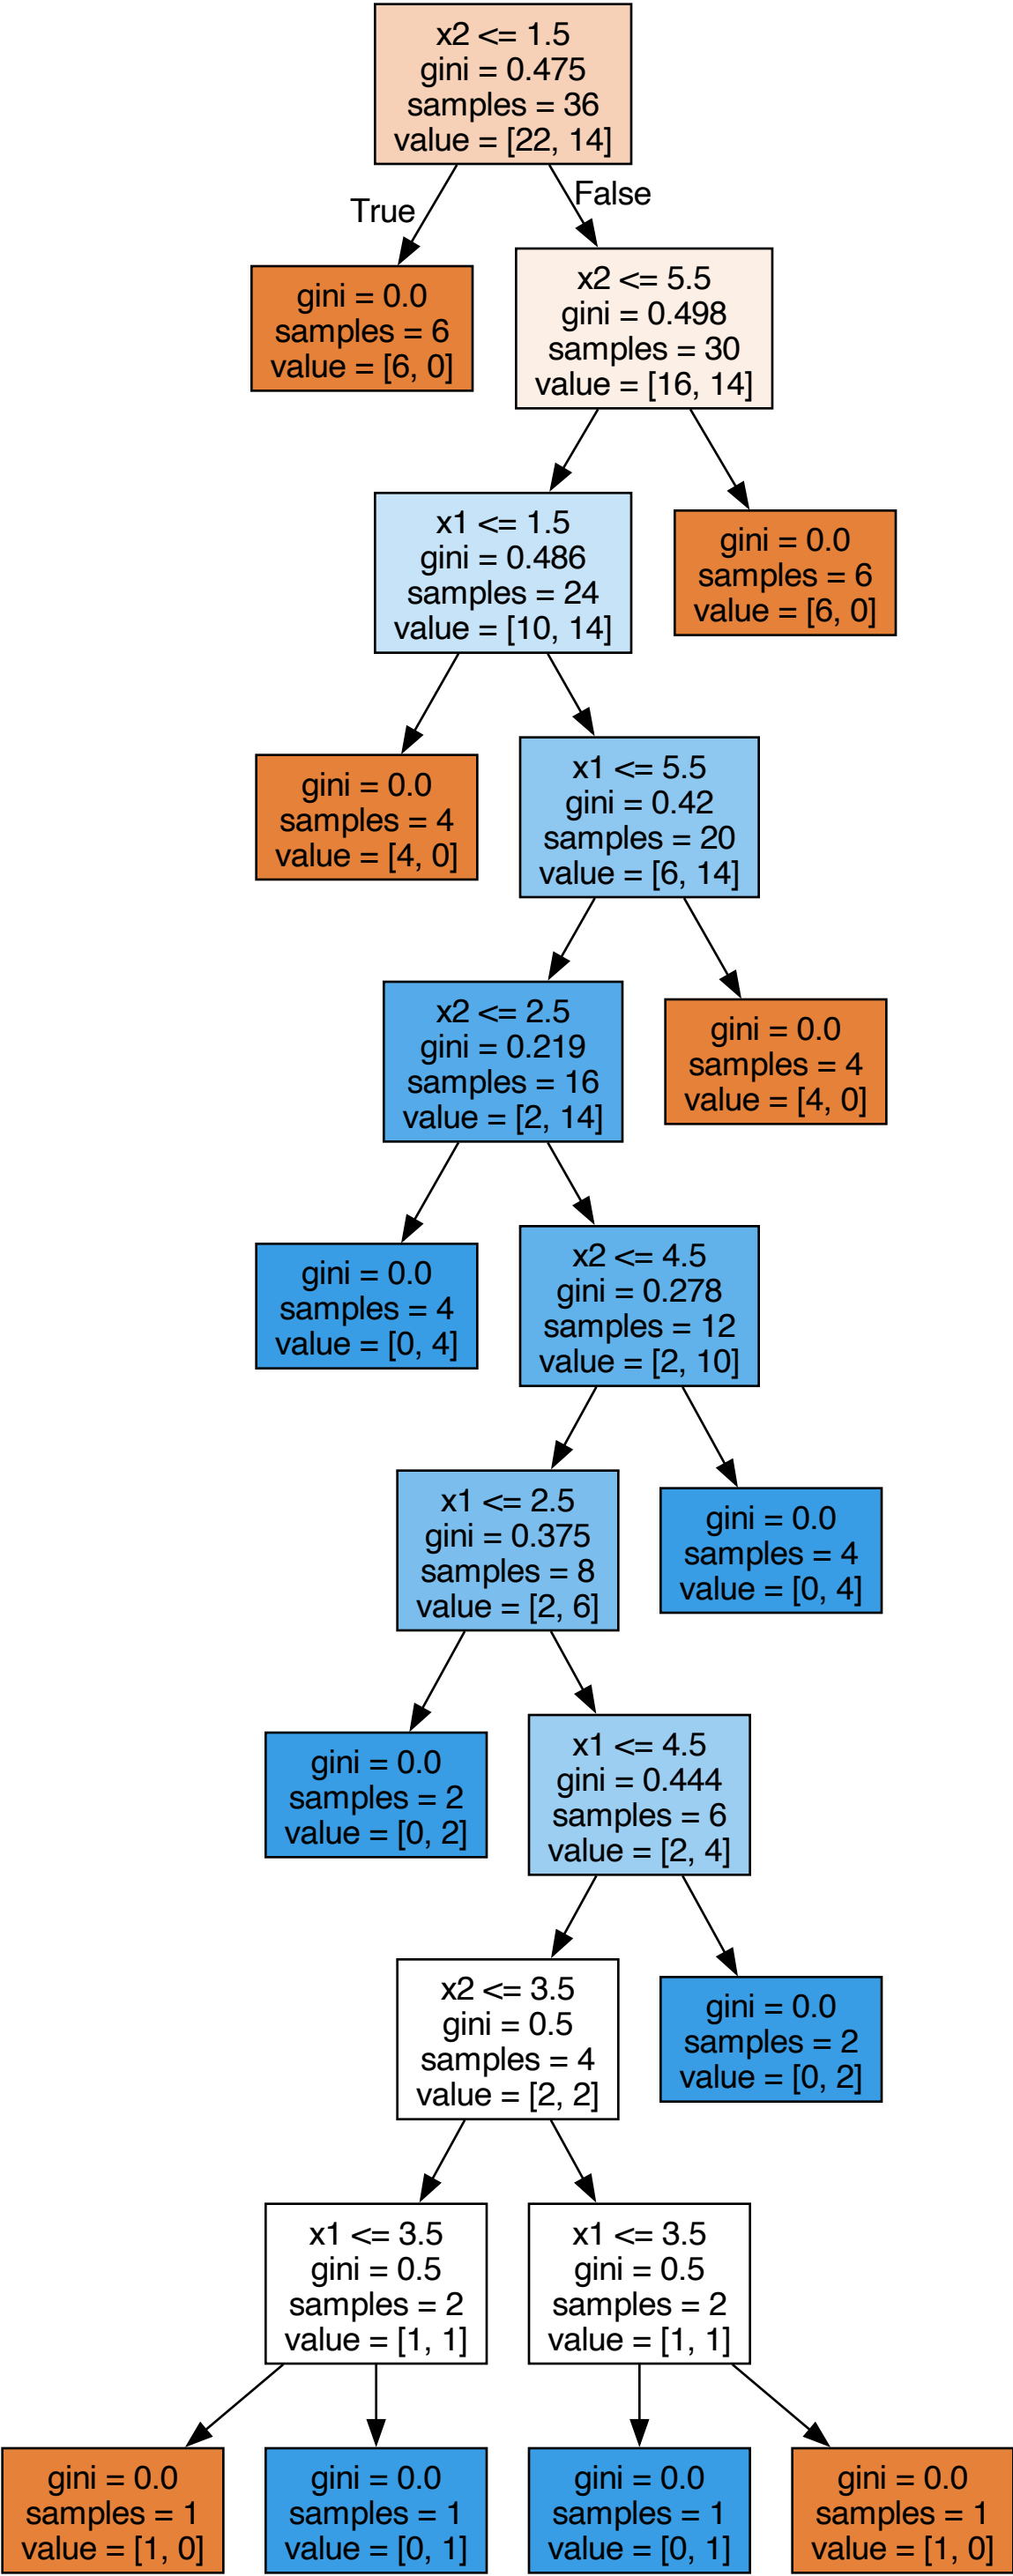 x2 <= 1.5
gini = 0.475
samples = 36
value = [22, 14]
True
False
gini = 0.0
samples = 6
value = [6, 0]
x2 <= 5.5
gini = 0.498
samples = 30
value = [16, 14]
x1 <= 1.5
gini = 0.486
samples = 24
value = [10, 14]
gini = 0.0
samples = 6
value = [6, 0]
gini = 0.0
samples = 4
value = [4, 0]
x1 <= 5.5
gini = 0.42
samples = 20
value = [6, 14]
x2 <= 2.5
gini = 0.219
samples = 16
value = [2, 14]
gini = 0.0
samples = 4
value = [4, 0]
gini = 0.0
samples = 4
value = [0, 4]
x2 <= 4.5
gini = 0.278
samples = 12
value = [2, 10]
x1 <= 2.5
gini = 0.375
samples = 8
value = [2, 6]
gini = 0.0
samples = 4
value = [0, 4]
gini = 0.0
samples = 2
value = [0, 2]
x1 <= 4.5
gini = 0.444
samples = 6
value = [2, 4]
x2 <= 3.5
gini = 0.5
samples = 4
value = [2, 2]
gini = 0.0
samples = 2
value = [0, 2]
x1 <= 3.5
gini = 0.5
samples = 2
value = [1, 1]
x1 <= 3.5
gini = 0.5
samples = 2
value = [1, 1]
gini = 0.0
samples = 1
value = [1, 0]
gini = 0.0
samples = 1
value = [0, 1]
gini = 0.0
samples = 1
value = [0, 1]
gini = 0.0
samples = 1
value = [1, 0]